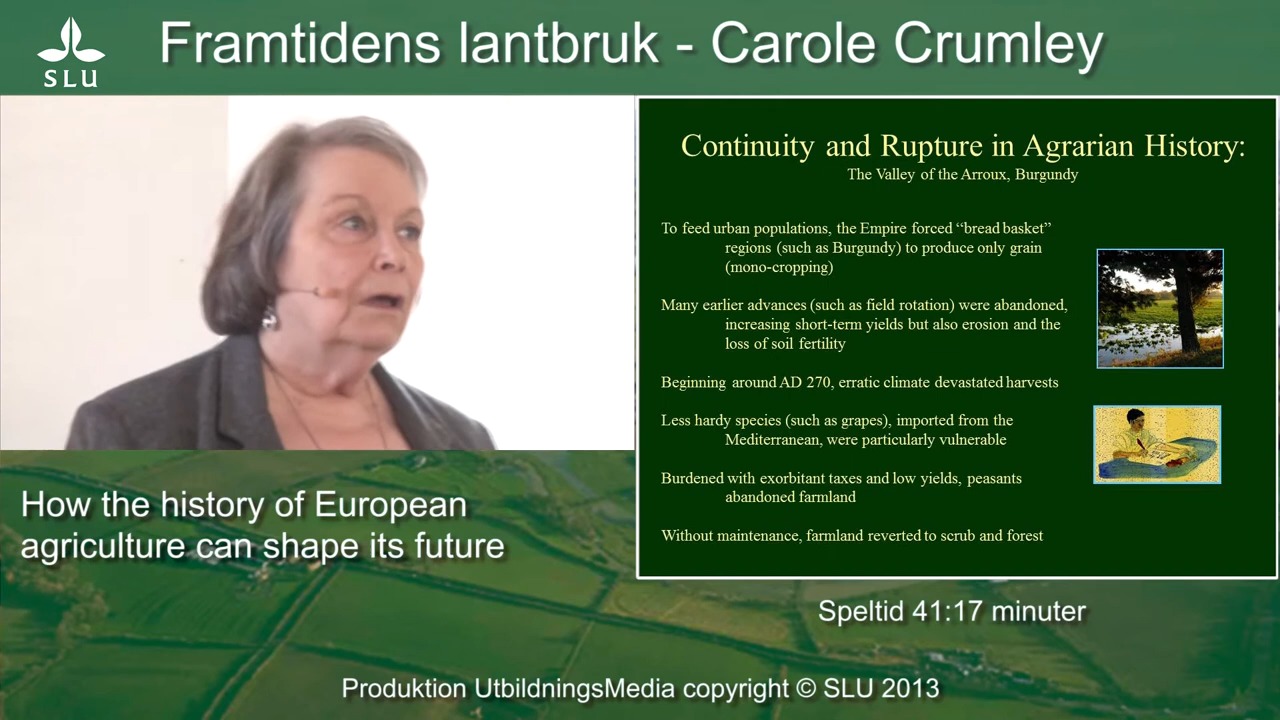 SLU
Framtidens lantbruk - Carole Crumley
Continuity and Rupture in Agrarian History:
The Valley of the Arroux, Burgundy
To feed urban populations, the Empire forced “bread basket”
regions (such as Burgundy) to produce only grain
(mono-cropping)
Many earlier advances (such as field rotation) were abandoned,
increasing short-term yields but also erosion and the
loss of soil fertility
Beginning around AD 270, erratic climate devastated harvests
Less hardy species (such as grapes), imported from the
Mediterranean, were particularly vulnerable
Burdened with exorbitant taxes and low yields, peasants
abandoned farmland
Without maintenance, farmland reverted to scrub and forest
How the history of European
agriculture can shape its future
Speltid 41:17 minuter
Produktion UtbildningsMedia copyright © SLU 2013